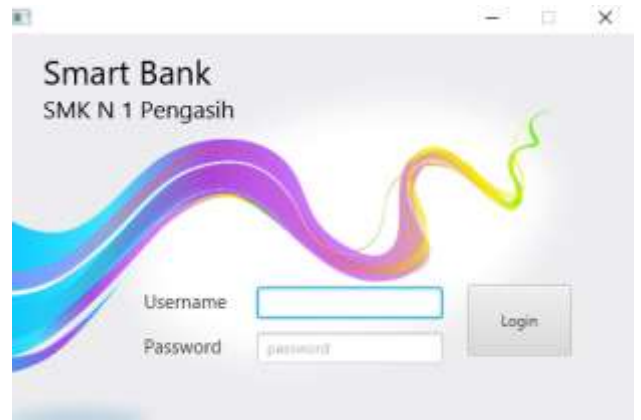 Smart Bank
SMK N 1 Pengasih
Username
Login
Password
password